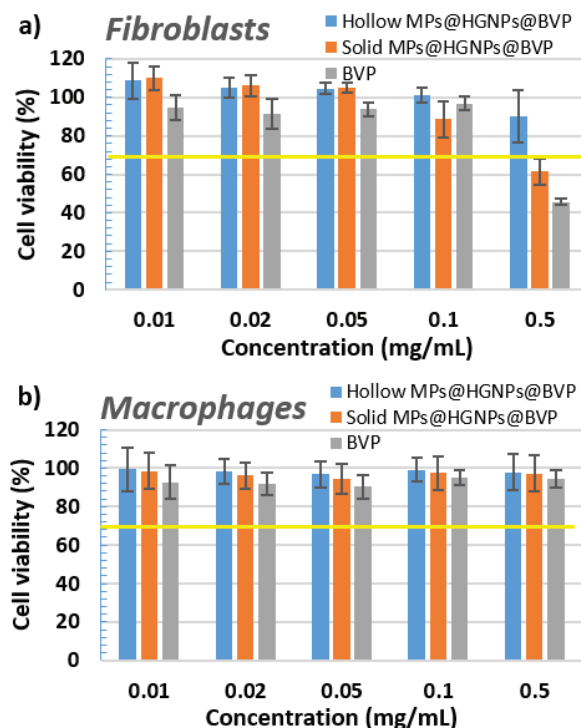 a) Fibroblasts
Hollow MPs@HGNPs@BVP
Solid MPs@HGNPs@BVP
BVP
Cell viability (%)
120
100
80
60
40
20
0
0.01 0.02 0.05 0.1 0.5
Concentration (mg/mL)
b) Macrophages
Hollow MPs@HGNPs@BVP
Solid MPs@HGNPs@BVP
BVP
Cell viability (%)
120
100
80
60
40
20
0
0.01 0.02 0.05 0.1 0.5
Concentration (mg/mL)